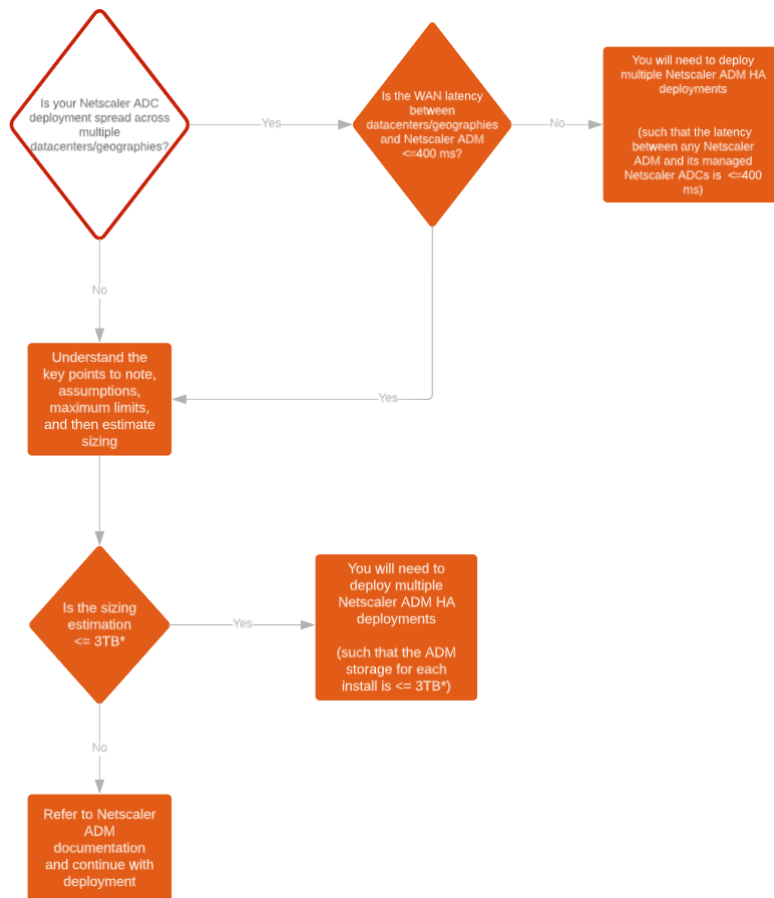 Is your Netscaler ADC
deployment spread across
multiple
datacenters/geographies?
Yes
Is the WAN latency
between
datacenters/geographies
and Netscaler ADM
<=400 ms?
No
You will need to deploy
multiple Netscaler ADM HA
deployments
(such that the latency
between any Netscaler
ADM and its managed
Netscaler ADCs is <=400
ms)
No
Understand the
key points to note,
assumptions,
maximum limits,
and then estimate
sizing
Yes
Is the sizing
estimation
<= 3TB*
Yes
You will need to
deploy multiple
Netscaler ADM HA
deployments
(such that the ADM
storage for each
install is <= 3TB*)
No
Refer to Netscaler
ADM
documentation
and continue with
deployment